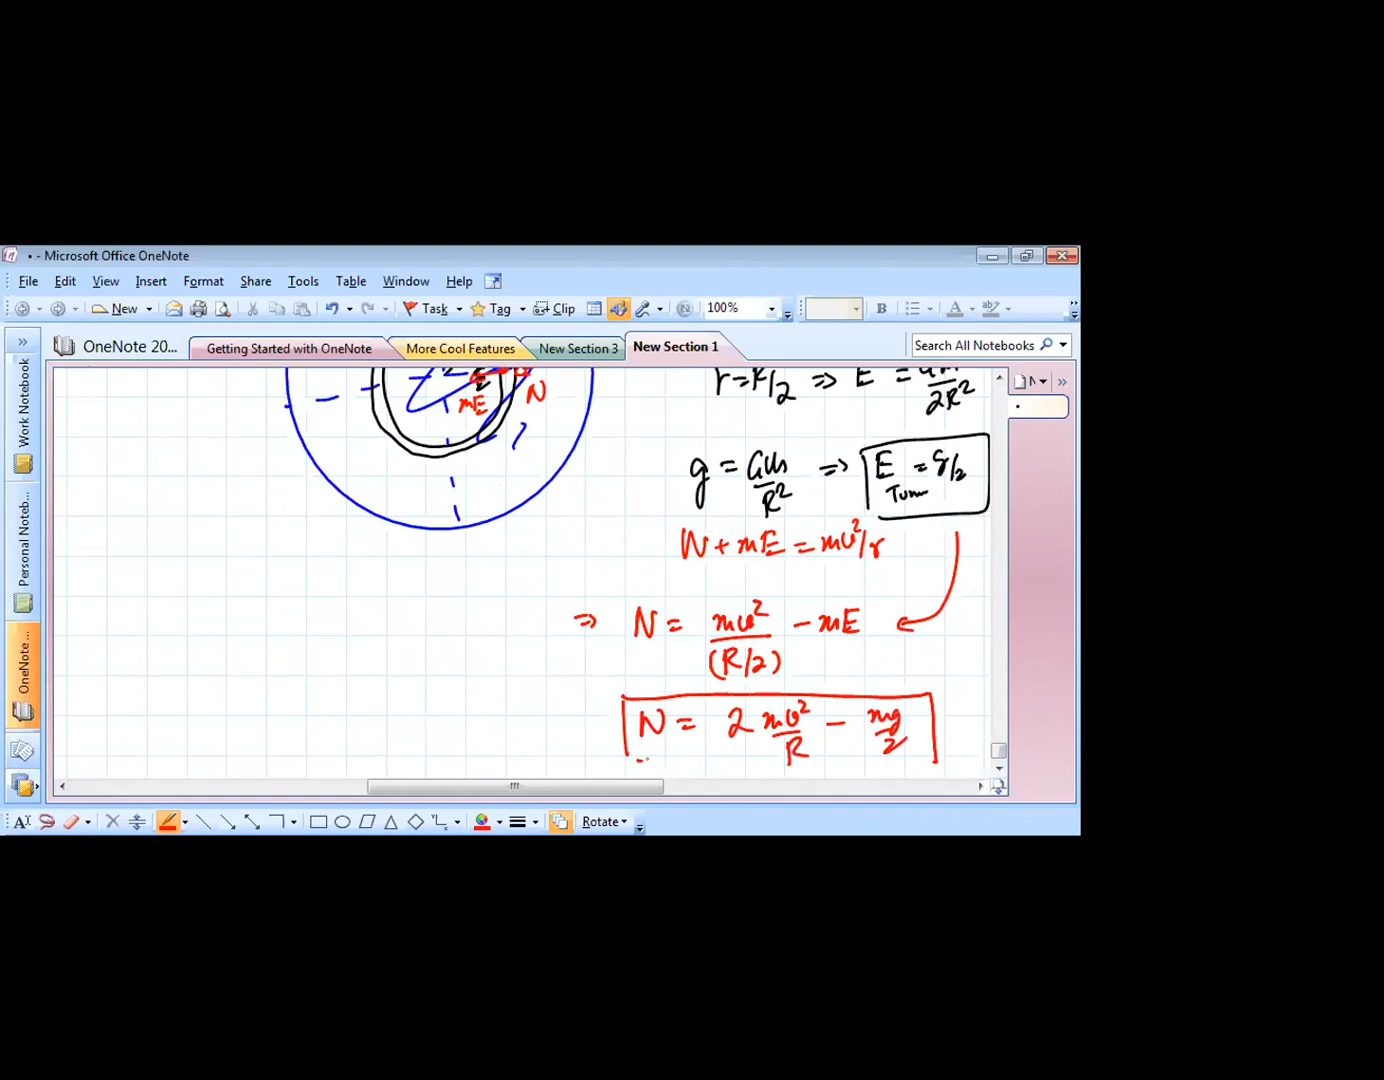 • - Microsoft Office OneNote
File Edit View Insert Format Share Tools Table Window Help
New Task Tag Clip 100% B A ab
OneNote 20... Getting Started with OneNote More Cool Features New Section 3 New Section 1 Search All Notebooks
Work Notebook
Personal Noteb...
OneNote...
N
mE
N
r = R/2 ⇒ E = GM/2R²
g = GM/R² ⇒ E = g/2
N + mE = mv²/r
⇒ N = mv²/(R/2) - mE
N = 2 mv²/R - mg/2
Rotate